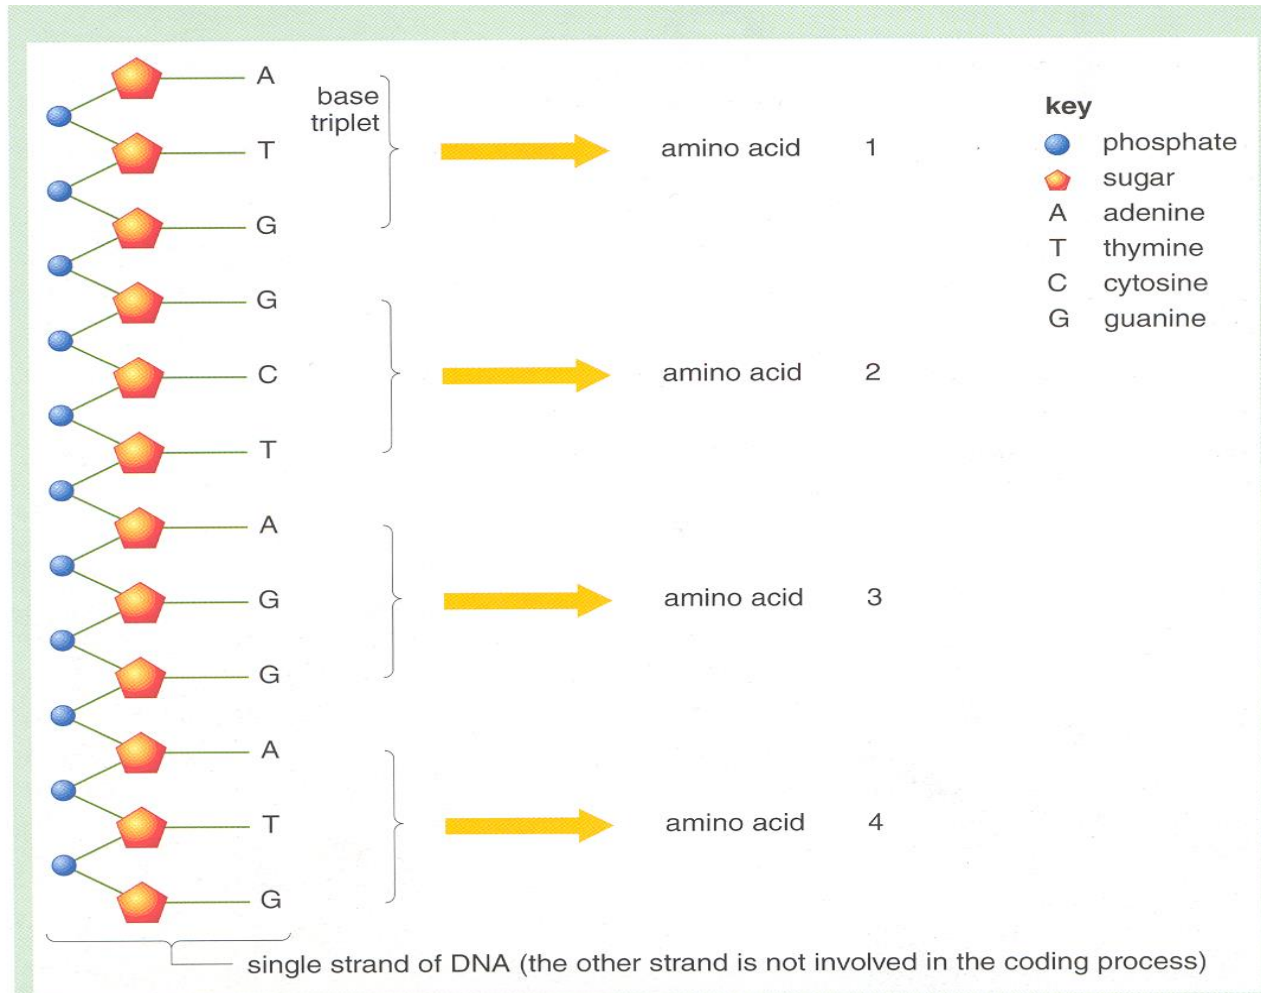 A
base
triplet
T
amino acid 1
G
G
C
amino acid 2
T
A
G
amino acid 3
G
A
T
amino acid 4
G
key
phosphate
sugar
A adenine
T thymine
C cytosine
G guanine
single strand of DNA (the other strand is not involved in the coding process)